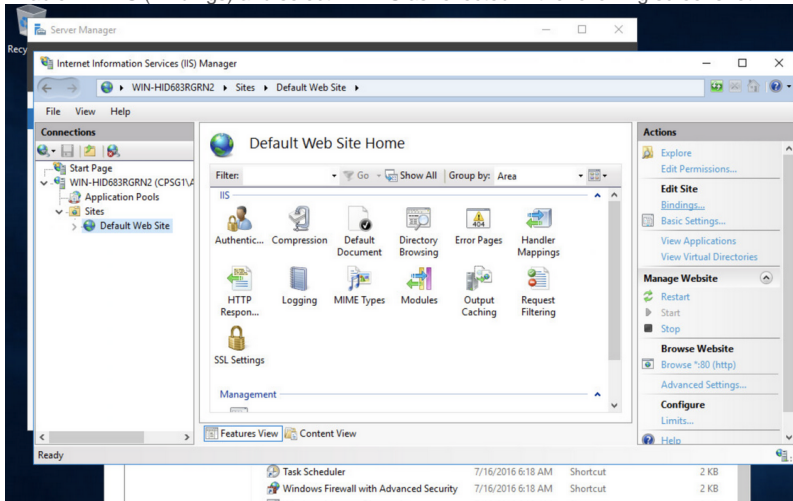 Server Manager
Recy
Internet Information Services (IIS) Manager
WIN-HID683RGRN2 Sites Default Web Site
File View Help
Connections
Start Page
WIN-HID683RGRN2 (CPSG1\A
Application Pools
Sites
Default Web Site
Default Web Site Home
Filter: Go Show All Group by: Area
IIS
Authentic... Compression Default Document Directory Browsing Error Pages Handler Mappings
HTTP Respon... Logging MIME Types Modules Output Caching Request Filtering
SSL Settings
Management
Features View Content View
Actions
Explore
Edit Permissions...
Edit Site
Bindings...
Basic Settings...
View Applications
View Virtual Directories
Manage Website
Restart
Start
Stop
Browse Website
Browse *:80 (http)
Advanced Settings...
Configure
Limits...
Help
Ready
Task Scheduler 7/16/2016 6:18 AM Shortcut 2 KB
Windows Firewall with Advanced Security 7/16/2016 6:18 AM Shortcut 2 KB